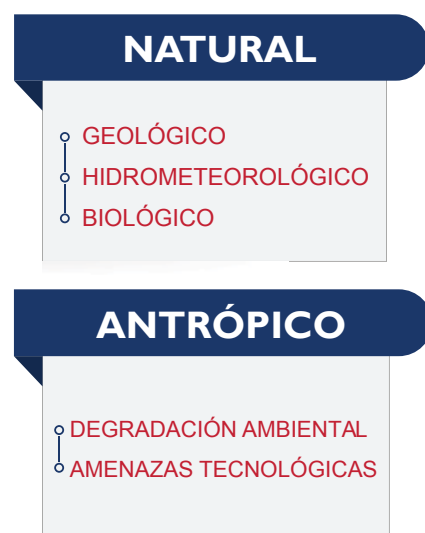 NATURAL
GEOLÓGICO
HIDROMETEOROLÓGICO
BIOLÓGICO
ANTRÓPICO
DEGRADACIÓN AMBIENTAL
AMENAZAS TECNOLÓGICAS